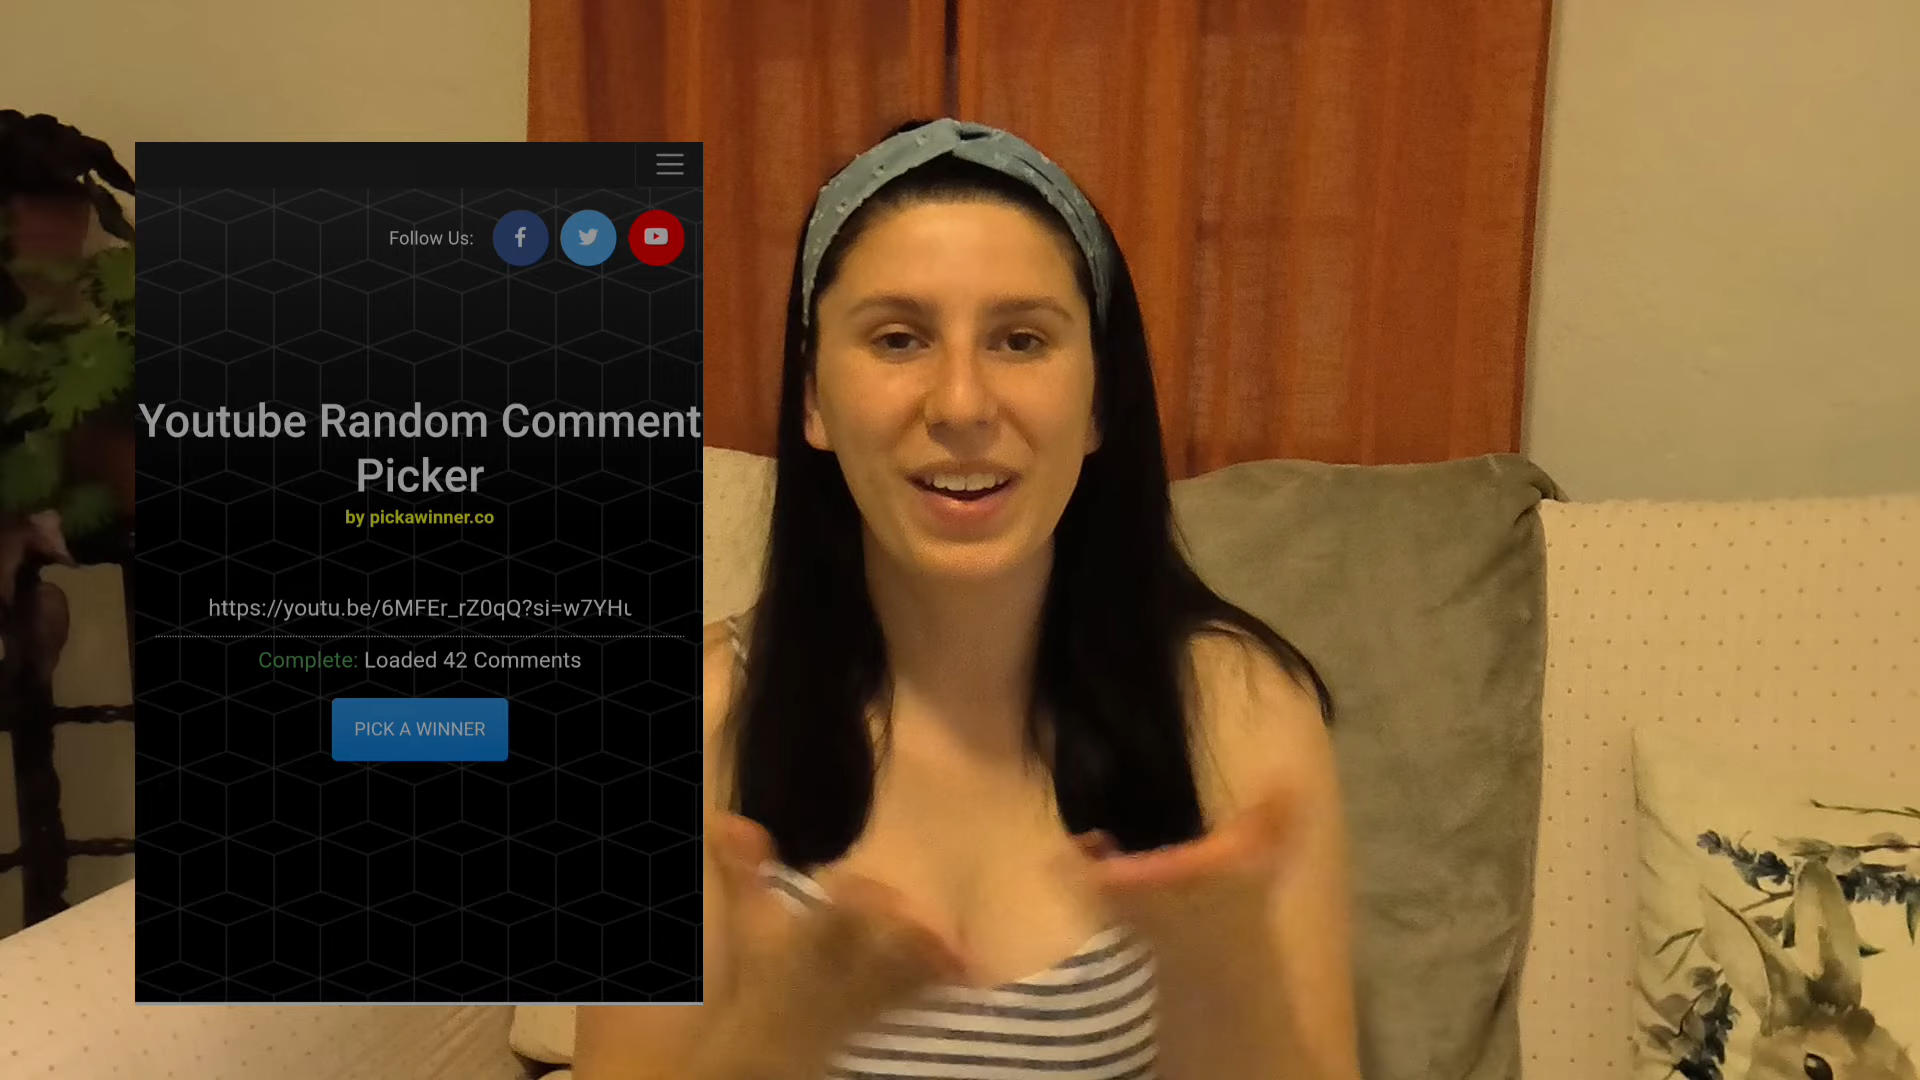 Follow Us:
Youtube Random Comment
Picker
by pickawinner.co
https://youtu.be/6MFEr_rZ0qQ?si=w7YHu
Complete: Loaded 42 Comments
PICK A WINNER